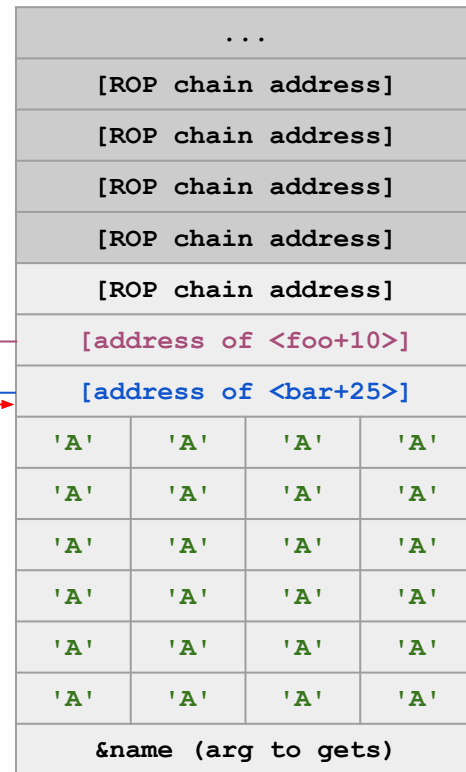 ...
[ROP chain address]
[ROP chain address]
[ROP chain address]
[ROP chain address]
[ROP chain address]
[address of <foo+10>]
[address of <bar+25>]
'A' 'A' 'A' 'A'
'A' 'A' 'A' 'A'
'A' 'A' 'A' 'A'
'A' 'A' 'A' 'A'
'A' 'A' 'A' 'A'
'A' 'A' 'A' 'A'
&name (arg to gets)